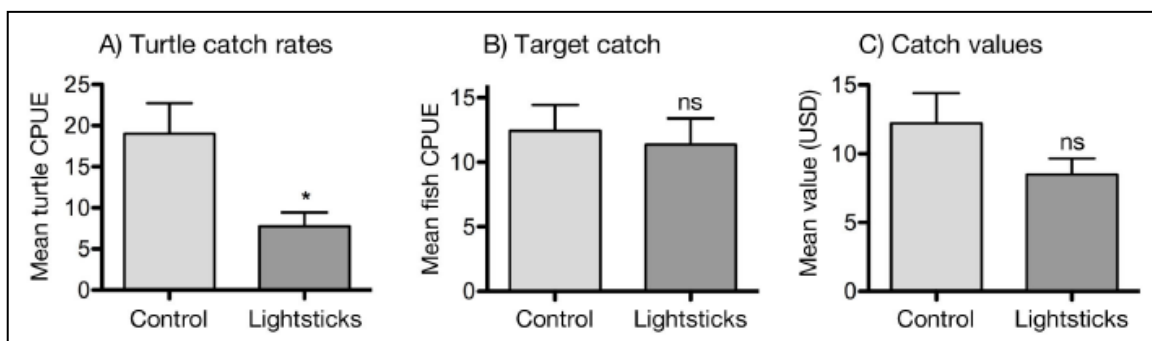 A) Turtle catch rates
Mean turtle CPUE
25
20
15
10
5
0
*
Control
Lightsticks
B) Target catch
Mean fish CPUE
15
10
5
0
ns
Control
Lightsticks
C) Catch values
Mean value (USD)
15
10
5
0
ns
Control
Lightsticks